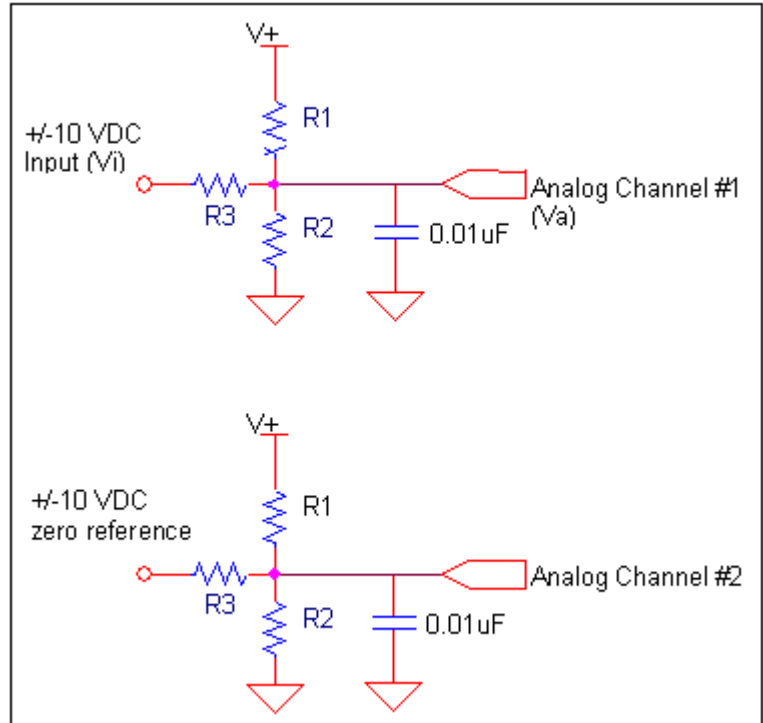 V+
R1
+/-10 VDC
Input (Vi)
R3
R2
0.01uF
Analog Channel #1
(Va)
V+
R1
+/-10 VDC
zero reference
R3
R2
0.01uF
Analog Channel #2